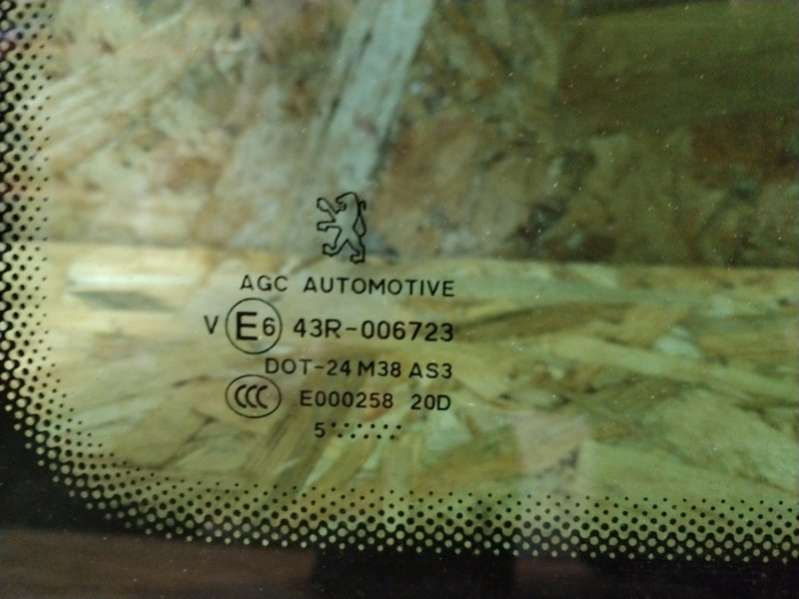 AGC AUTOMOTIVE
V E6 43R-006723
DOT-24 M38 AS3
CCC E000258 20D
5